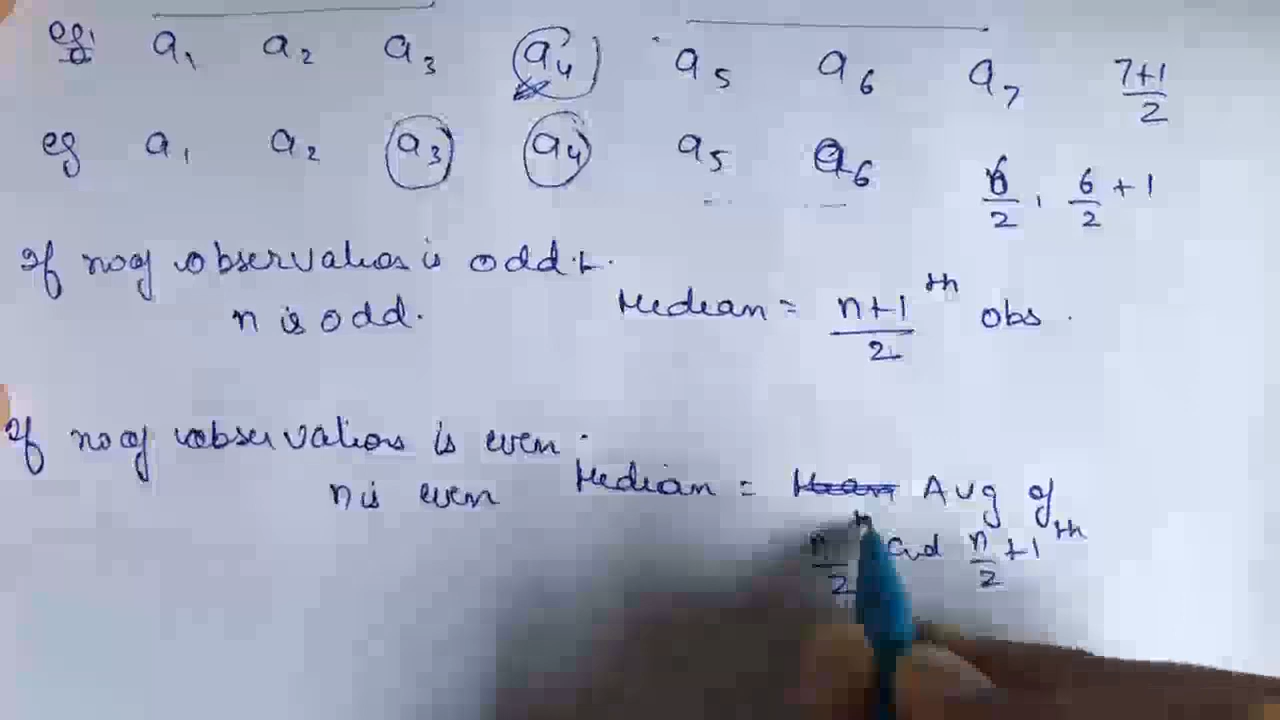 eg: a₁ a₂ a₃ a₄ a₅ a₆ a₇ 7+1/2
eg a₁ a₂ a₃ a₄ a₅ a₆ 6/2, 6/2 + 1
If no of observations is odd:
n is odd. Median = n+1/2 th obs.
If no of observations is even:
n is even Median = Avg of
n/2 th and n/2 + 1 th